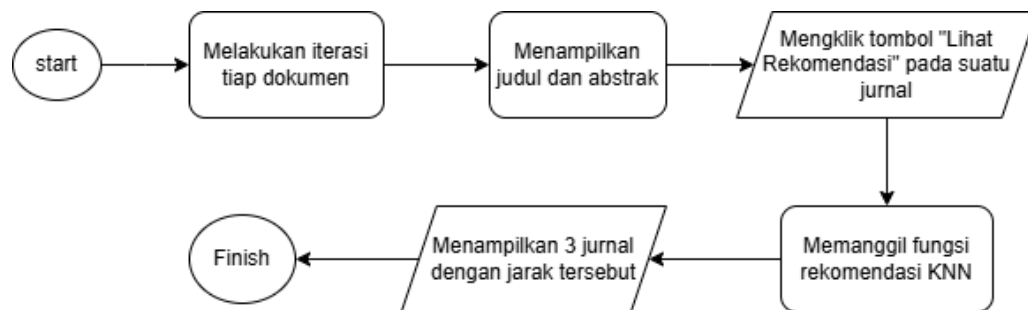 start
Melakukan iterasi
tiap dokumen
Menampilkan
judul dan abstrak
Mengklik tombol "Lihat
Rekomendasi" pada suatu
jurnal
Memanggil fungsi
rekomendasi KNN
Menampilkan 3 jurnal
dengan jarak tersebut
Finish